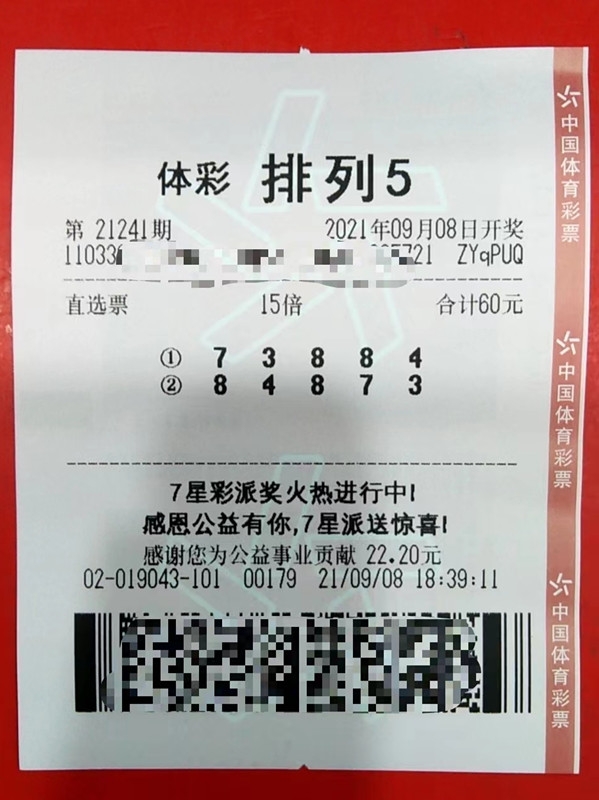 体彩 排列5
第 21241期 2021年09月08日开奖
11033 5721 ZYqPUQ
直选票 15倍 合计60元
① 7 3 8 8 4
② 8 4 8 7 3
7星彩派奖火热进行中!
感恩公益有你,7星派送惊喜!
感谢您为公益事业贡献 22.20元
02-019043-101 00179 21/09/08 18:39:11
中国体育彩票
中国体育彩票
中国体育彩票